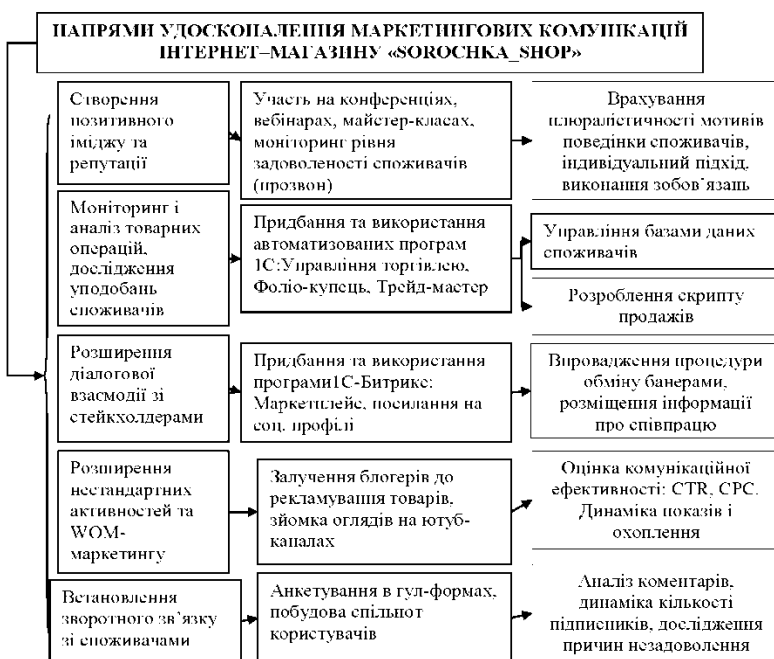 НАПРЯМИ УДОСКОНАЛЕННЯ МАРКЕТИНГОВИХ КОМУНІКАЦІЙ
ІНТЕРНЕТ–МАГАЗИНУ «SOROCHKA_SHOP»
Створення
позитивного
іміджу та
репутації
Участь на конференціях,
вебінарах, майстер-класах,
моніторинг рівня
задоволеності споживачів
(прозвон)
Врахування
плюралістичності мотивів
поведінки споживачів,
індивідуальний підхід,
виконання зобов`язань
Моніторинг і
аналіз товарних
операцій,
дослідження
уподобань
споживачів
Придбання та використання
автоматизованих програм
1С:Управління торгівлею,
Фоліо-купець, Трейд-мастер
Управління базами даних
споживачів
Розроблення скрипту
продажів
Розширення
діалогової
взаємодії зі
стейкхолдерами
Придбання та використання
програми1С-Битрикс:
Маркетплейс, посилання на
соц. профілі
Впровадження процедури
обміну банерами,
розміщення інформації
про співпрацю
Розширення
нестандартних
активностей та
WOM-
маркетингу
Залучення блогерів до
рекламування товарів,
зйомка оглядів на ютуб-
каналах
Оцінка комунікаційної
ефективності: CTR, CPC.
Динаміка показів і
охоплення
Встановлення
зворотного зв’язку
зі споживачами
Анкетування в гул-формах,
побудова спільнот
користувачів
Аналіз коментарів,
динаміка кількості
підписників, дослідження
причин незадоволення